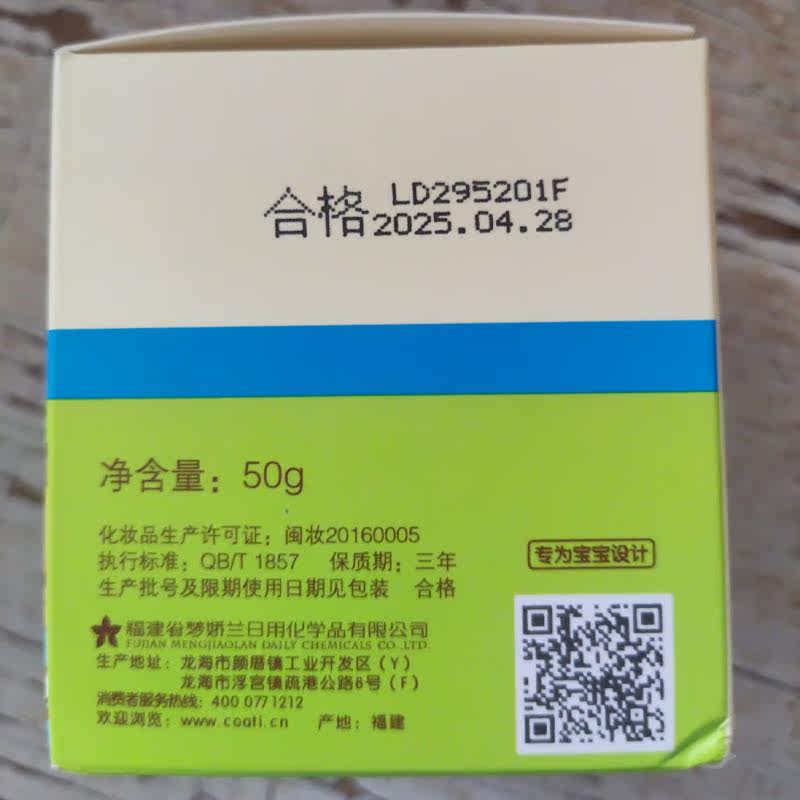 合格 LD295201F
2025.04.28
净含量：50g
化妆品生产许可证：闽妆20160005
执行标准：QB/T 1857 保质期：三年
生产批号及限期使用日期见包装 合格
专为宝宝设计
福建省梦娇兰日用化学品有限公司
FUJIAN MENGJIAOLAN DAILY CHEMICALS CO.,LTD.
生产地址：龙海市颜厝镇工业开发区（Y）
龙海市浮宫镇疏港公路8号（F）
消费者服务热线：400 0771212
欢迎浏览：www.coati.cn 产地：福建